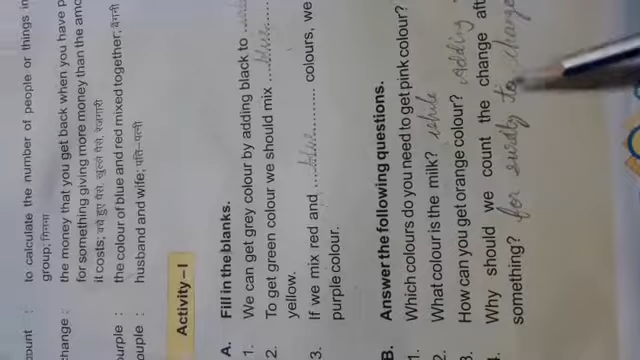 ount : to calculate the number of people or things in
group; गिनना
hange : the money that you get back when you have p
for something giving more money than the amo
it costs; बचे हुए पैसे, खुल्ले पैसे, रेजगारी
urple : the colour of blue and red mixed together; बैंगनी
ouple : husband and wife; पति-पत्नी
Activity–I
A. Fill in the blanks.
1. We can get grey colour by adding black to ...
2. To get green colour we should mix ...blue....
yellow.
3. If we mix red and ...blue........ colours, we
purple colour.
B. Answer the following questions.
1. Which colours do you need to get pink colour?
2. What colour is the milk? while
3. How can you get orange colour? Adding
4. Why should we count the change aft
something? for to change